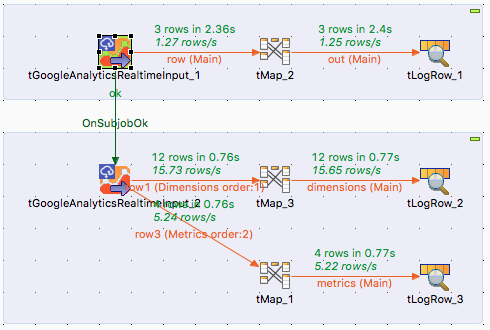 3 rows in 2.36s
1.27 rows/s
row (Main)
3 rows in 2.4s
1.25 rows/s
out (Main)
tGoogleAnalyticsRealtimeInput_1
tMap_2
tLogRow_1
ok
OnSubjobOk
12 rows in 0.76s
15.73 rows/s
row1 (Dimensions order:1)
12 rows in 0.77s
15.65 rows/s
dimensions (Main)
tGoogleAnalyticsRealtimeInput_2
tMap_3
tLogRow_2
rows in 0.76s
5.24 rows/s
row3 (Metrics order:2)
4 rows in 0.77s
5.22 rows/s
metrics (Main)
tMap_1
tLogRow_3